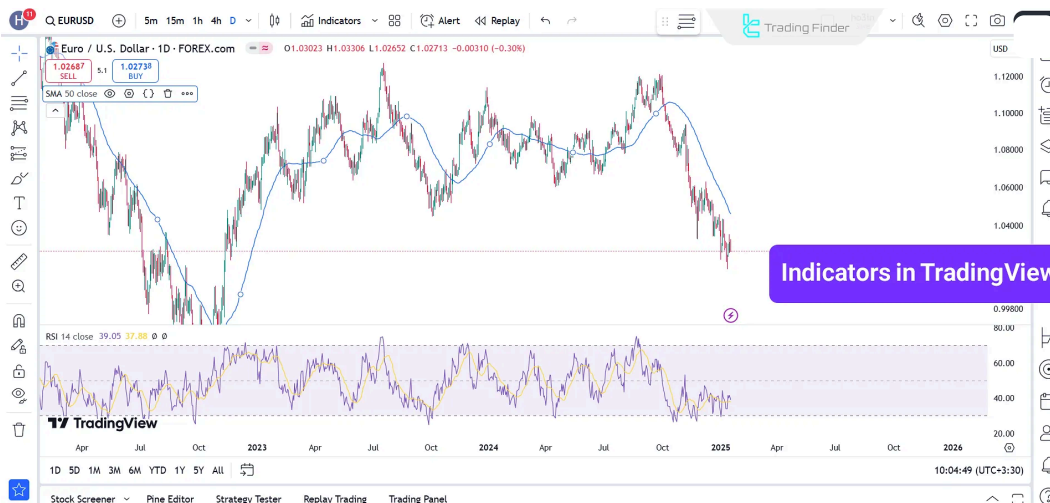 H 11 EURUSD 5m 15m 1h 4h D Indicators Alert Replay Trading Finder
Euro / U.S. Dollar · 1D · FOREX.com O1.03023 H1.03306 L1.02652 C1.02713 −0.00310 (−0.30%) USD
1.02687 5.1 1.02738
SELL BUY
SMA 50 close
1.12000
1.10000
1.08000
1.06000
1.04000
Indicators in TradingView
0.99800
80.00
RSI 14 close 39.05 37.88 Ø Ø
60.00
40.00
TradingView
20.00
Apr Jul Oct 2023 Apr Jul Oct 2024 Apr Jul Oct 2025 Apr Jul Oct 2026
1D 5D 1M 3M 6M YTD 1Y 5Y All 10:04:49 (UTC+3:30)
Stock Screener Pine Editor Strategy Tester Replay Trading Trading Panel